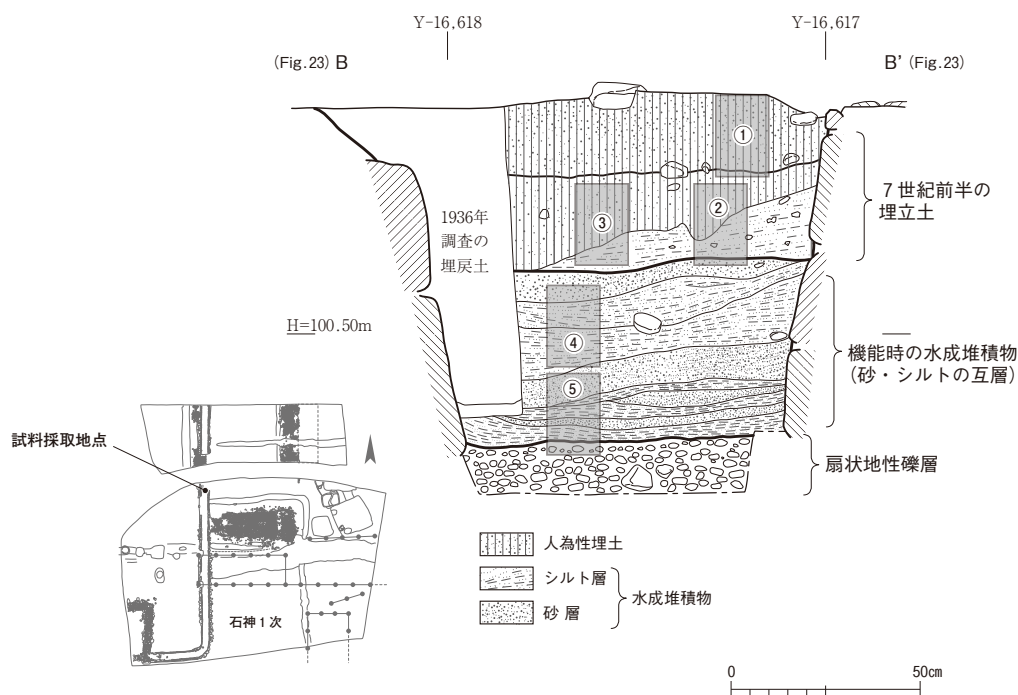 Y-16,618
Y-16,617
(Fig.23) B
B' (Fig.23)
①
②
③
④
⑤
1936年
調査の
埋戻土
7世紀前半の
埋立土
H=100.50m
機能時の水成堆積物
(砂・シルトの互層)
扇状地性礫層
試料採取地点
石神1次
人為性埋土
シルト層
砂 層
水成堆積物
0
50㎝